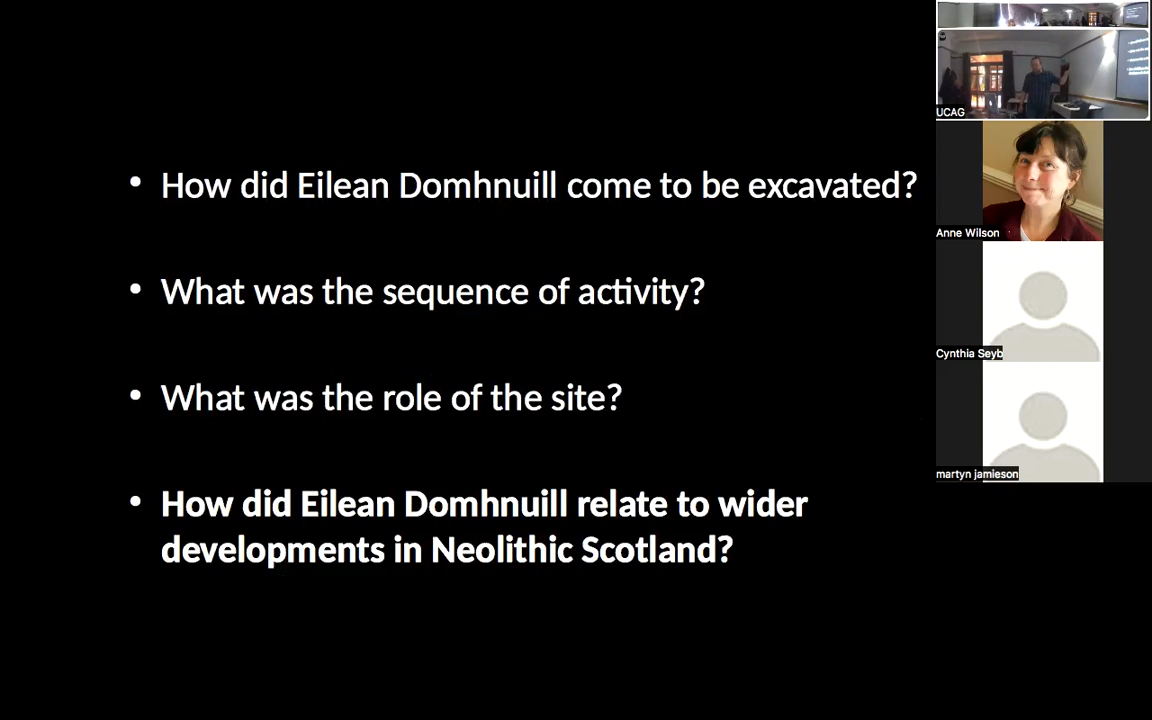 • How did Eilean Domhnuill come to be excavated?
• What was the sequence of activity?
• What was the role of the site?
• How did Eilean Domhnuill relate to wider
developments in Neolithic Scotland?
UCAG
Anne Wilson
Cynthia Seyb
martyn jamieson